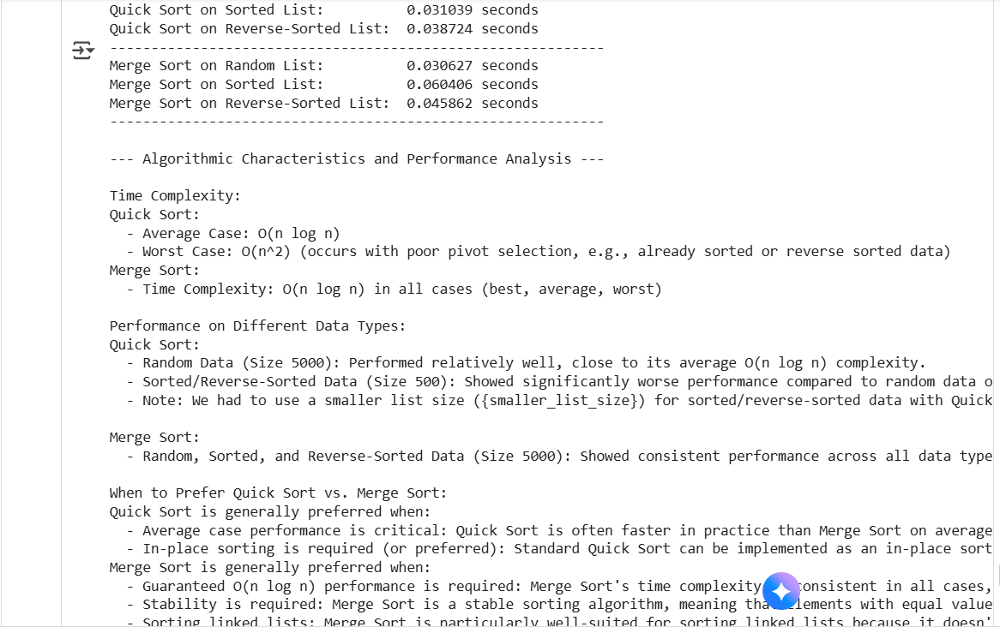 Quick Sort on Sorted List:          0.031039 seconds
Quick Sort on Reverse-Sorted List:  0.038724 seconds
------------------------------------------------------------
Merge Sort on Random List:          0.030627 seconds
Merge Sort on Sorted List:          0.060406 seconds
Merge Sort on Reverse-Sorted List:  0.045862 seconds
------------------------------------------------------------
--- Algorithmic Characteristics and Performance Analysis ---
Time Complexity:
Quick Sort:
  - Average Case: O(n log n)
  - Worst Case: O(n^2) (occurs with poor pivot selection, e.g., already sorted or reverse sorted data)
Merge Sort:
  - Time Complexity: O(n log n) in all cases (best, average, worst)
Performance on Different Data Types:
Quick Sort:
  - Random Data (Size 5000): Performed relatively well, close to its average O(n log n) complexity.
  - Sorted/Reverse-Sorted Data (Size 500): Showed significantly worse performance compared to random data o
  - Note: We had to use a smaller list size ({smaller_list_size}) for sorted/reverse-sorted data with Quick
Merge Sort:
  - Random, Sorted, and Reverse-Sorted Data (Size 5000): Showed consistent performance across all data type
When to Prefer Quick Sort vs. Merge Sort:
Quick Sort is generally preferred when:
  - Average case performance is critical: Quick Sort is often faster in practice than Merge Sort on average
  - In-place sorting is required (or preferred): Standard Quick Sort can be implemented as an in-place sort
Merge Sort is generally preferred when:
  - Guaranteed O(n log n) performance is required: Merge Sort's time complexity consistent in all cases,
  - Stability is required: Merge Sort is a stable sorting algorithm, meaning that elements with equal value
  - Sorting linked lists: Merge Sort is particularly well-suited for sorting linked lists because it doesn'